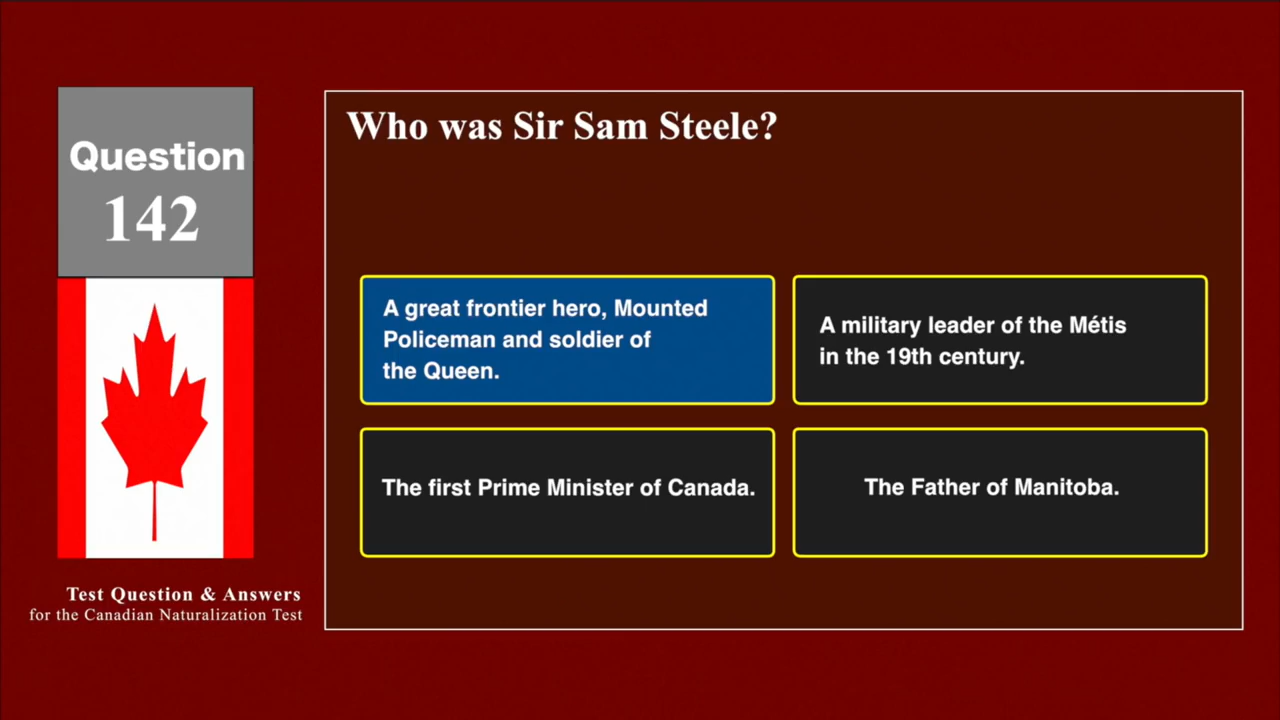 Question
142
Test Question & Answers
for the Canadian Naturalization Test
Who was Sir Sam Steele?
A great frontier hero, Mounted
Policeman and soldier of
the Queen.
A military leader of the Métis
in the 19th century.
The first Prime Minister of Canada.
The Father of Manitoba.